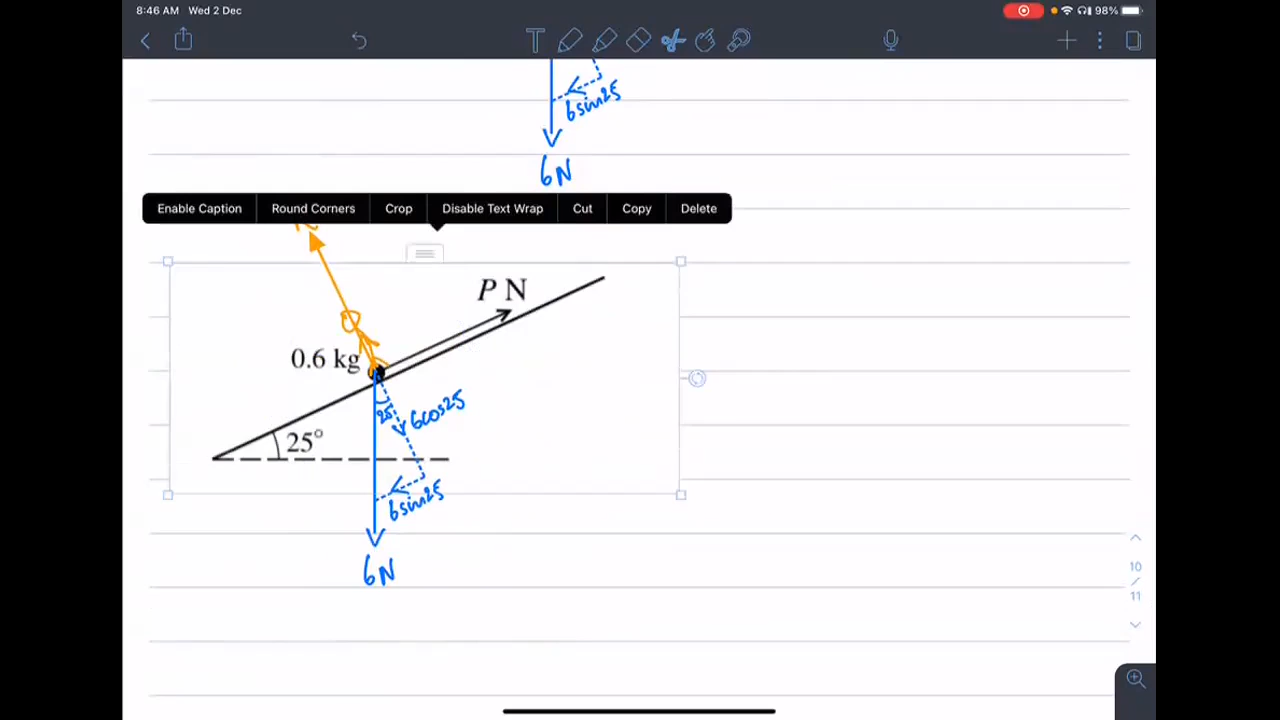 8:46 AM Wed 2 Dec
98%
6sin25
6N
Enable Caption Round Corners Crop Disable Text Wrap Cut Copy Delete
P N
0.6 kg
25
6cos25
25°
6sin25
6N
10
/
11